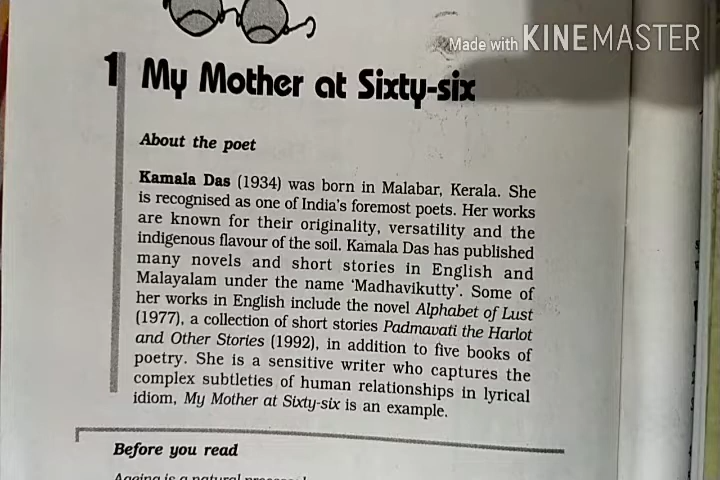 Made with KINEMASTER
1 My Mother at Sixty-six
About the poet
Kamala Das (1934) was born in Malabar, Kerala. She
is recognised as one of India's foremost poets. Her works
are known for their originality, versatility and the
indigenous flavour of the soil. Kamala Das has published
many novels and short stories in English and
Malayalam under the name 'Madhavikutty'. Some of
her works in English include the novel Alphabet of Lust
(1977), a collection of short stories Padmavati the Harlot
and Other Stories (1992), in addition to five books of
poetry. She is a sensitive writer who captures the
complex subtleties of human relationships in lyrical
idiom, My Mother at Sixty-six is an example.
Before you read
Ageing is a natural